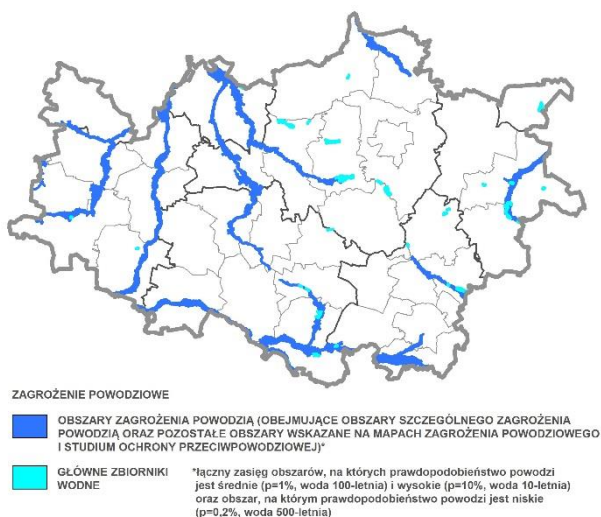 ZAGROŻENIE POWODZIOWE
OBSZARY ZAGROŻENIA POWODZIĄ (OBEJMUJĄCE OBSZARY SZCZEGÓLNEGO ZAGROŻENIA
POWODZIĄ ORAZ POZOSTAŁE OBSZARY WSKAZANE NA MAPACH ZAGROŻENIA POWODZIOWEGO
I STUDIUM OCHRONY PRZECIWPOWODZIOWEJ)*
GŁÓWNE ZBIORNIKI
WODNE
*łączny zasięg obszarów, na których prawdopodobieństwo powodzi
jest średnie (p=1%, woda 100-letnia) i wysokie (p=10%, woda 10-letnia)
oraz obszar, na którym prawdopodobieństwo powodzi jest niskie
(p=0,2%, woda 500-letnia)